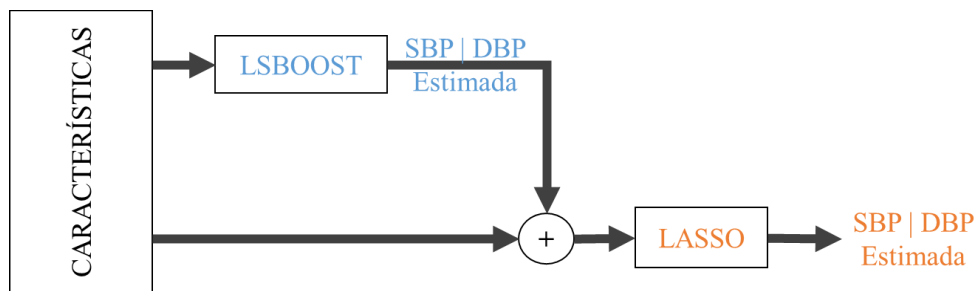 CARACTERÍSTICAS
LSBOOST
SBP | DBP
Estimada
+
LASSO
SBP | DBP
Estimada